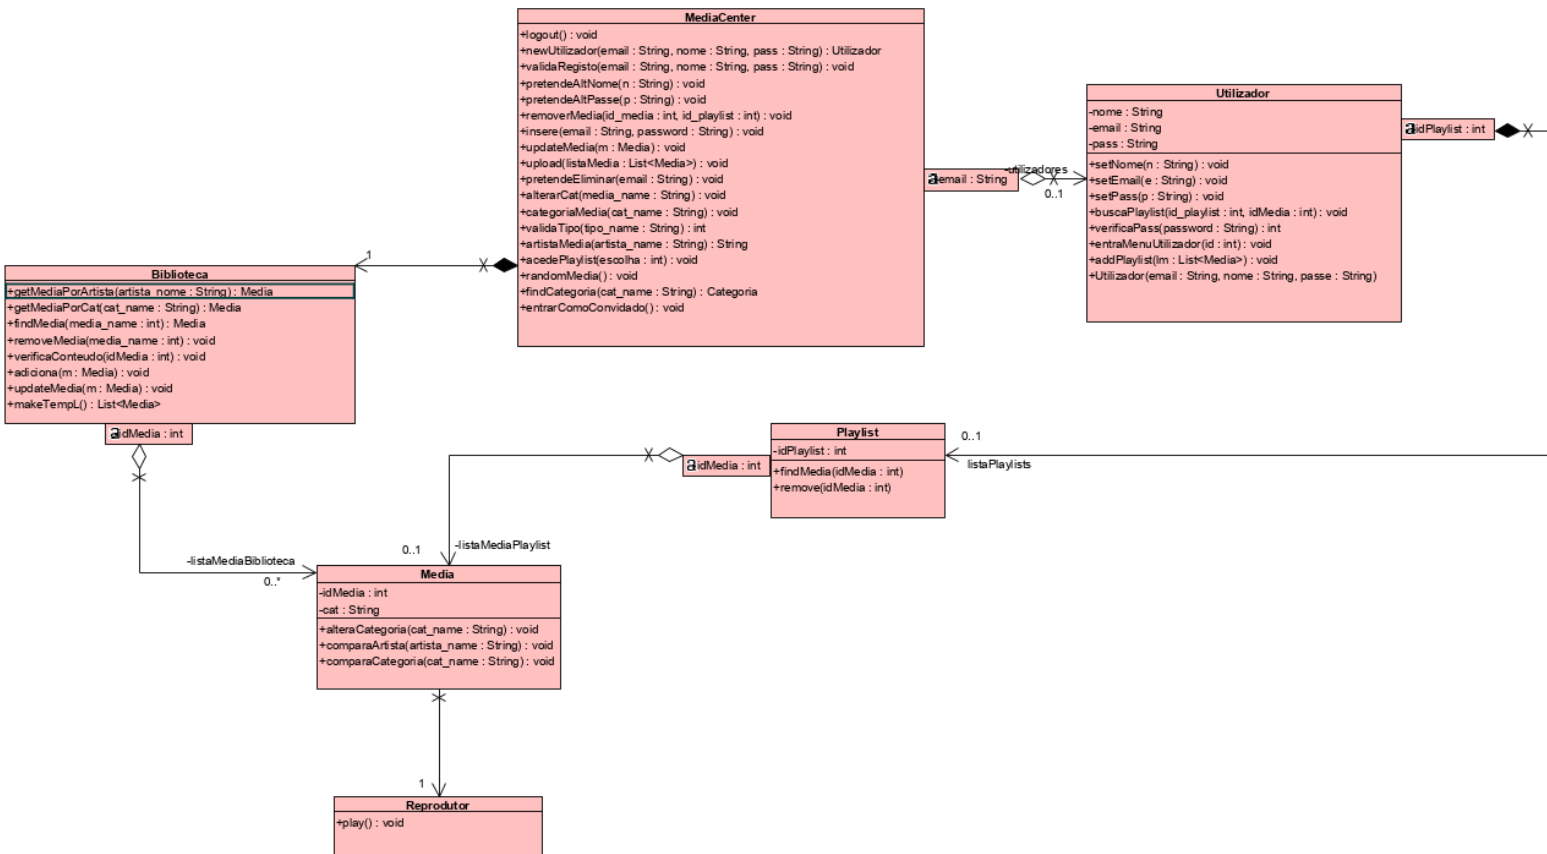 MediaCenter
+logout() : void
+newUtilizador(email : String, nome : String, pass : String) : Utilizador
+validaRegisto(email : String, nome : String, pass : String) : void
+pretendeAltNome(n : String) : void
+pretendeAltPasse(p : String) : void
+removerMedia(id_media : int, id_playlist : int) : void
+insere(email : String, password : String) : void
+updateMedia(m : Media) : void
+upload(listaMedia : List<Media>) : void
+pretendeEliminar(email : String) : void
+alterarCat(media_name : String) : void
+categoriaMedia(cat_name : String) : void
+validaTipo(tipo_name : String) : int
+artistaMedia(artista_name : String) : String
+acedePlaylist(escolha : int) : void
+randomMedia() : void
+findCategoria(cat_name : String) : Categoria
+entrarComoConvidado() : void
email : String
-utilizadores
0..1
Utilizador
-nome : String
-email : String
-pass : String
+setNome(n : String) : void
+setEmail(e : String) : void
+setPass(p : String) : void
+buscaPlaylist(id_playlist : int, idMedia : int) : void
+verificaPass(password : String) : int
+entraMenuUtilizador(id : int) : void
+addPlaylist(lm : List<Media>) : void
+Utilizador(email : String, nome : String, passe : String)
idPlaylist : int
1
Biblioteca
+getMediaPorArtista(artista_nome : String) : Media
+getMediaPorCat(cat_name : String) : Media
+findMedia(media_name : int) : Media
+removeMedia(media_name : int) : void
+verificaConteudo(idMedia : int) : void
+adiciona(m : Media) : void
+updateMedia(m : Media) : void
+makeTempL() : List<Media>
idMedia : int
Playlist
-idPlaylist : int
+findMedia(idMedia : int)
+remove(idMedia : int)
0..1
listaPlaylists
idMedia : int
0..1
-listaMediaPlaylist
-listaMediaBiblioteca
0..*
Media
-idMedia : int
-cat : String
+alteraCategoria(cat_name : String) : void
+comparaArtista(artista_name : String) : void
+comparaCategoria(cat_name : String) : void
1
Reprodutor
+play() : void